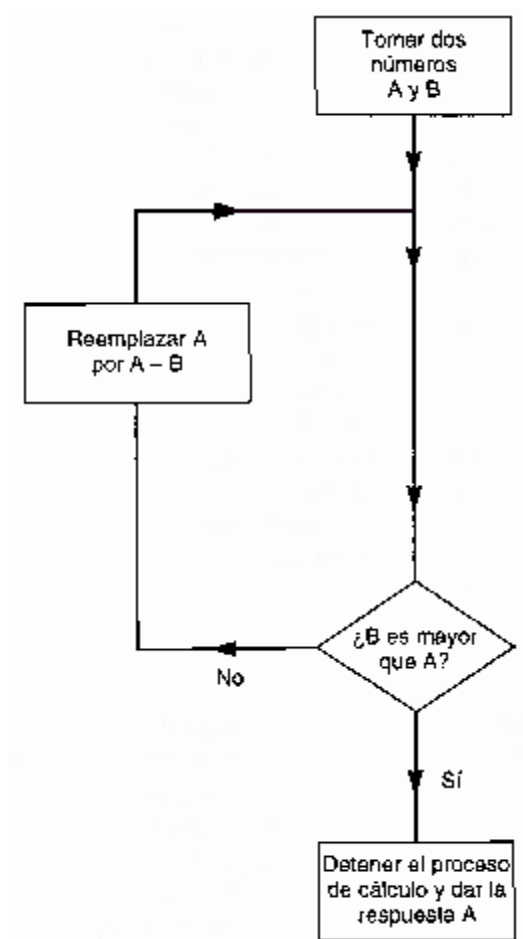 Tomar dos
números
A y B
Reemplazar A
por A – B
¿B es mayor
que A?
No
Sí
Detener el proceso
de cálculo y dar la
respuesta A